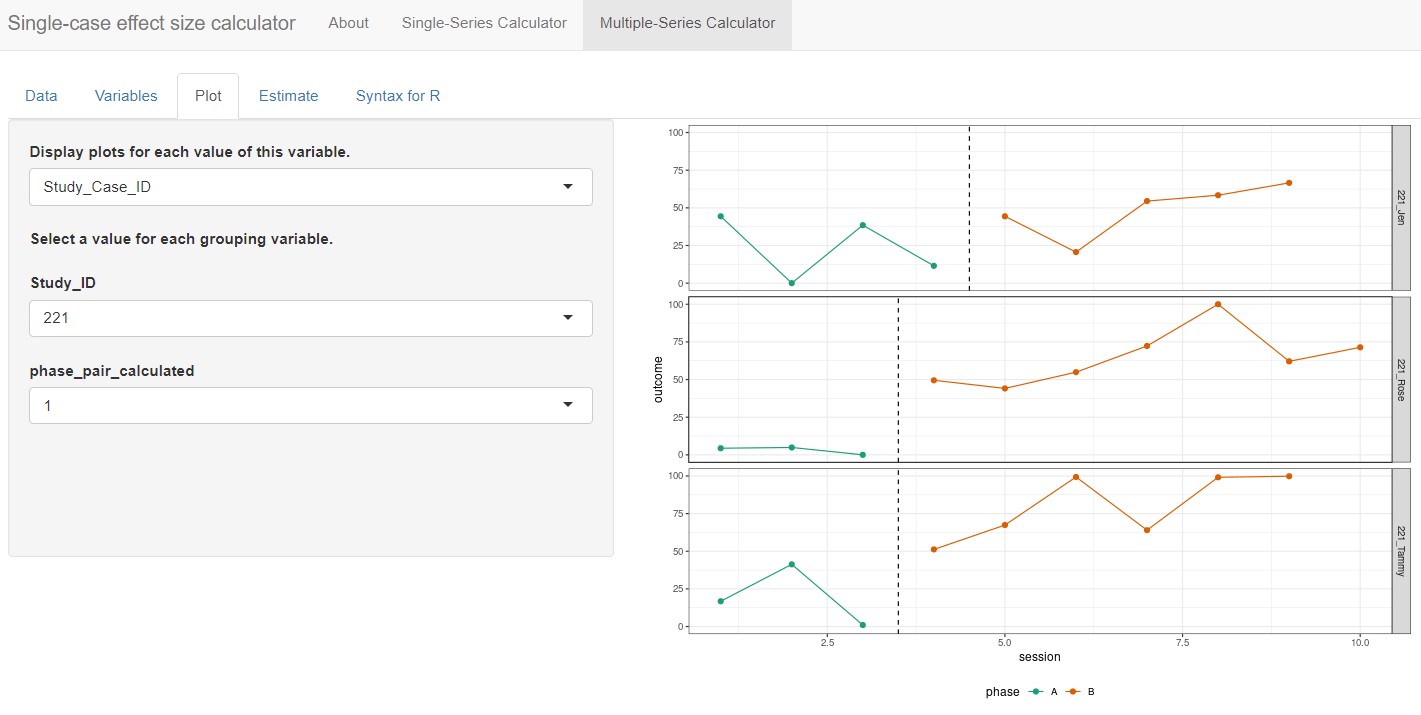 Single-case effect size calculator About Single-Series Calculator Multiple-Series Calculator
Data Variables Plot Estimate Syntax for R
Display plots for each value of this variable.
Study_Case_ID
Select a value for each grouping variable.
Study_ID
221
phase_pair_calculated
1
outcome
100
75
50
25
0
221_Jen
100
75
50
25
0
221_Rose
100
75
50
25
0
221_Tammy
2.5 5.0 7.5 10.0
session
phase A B